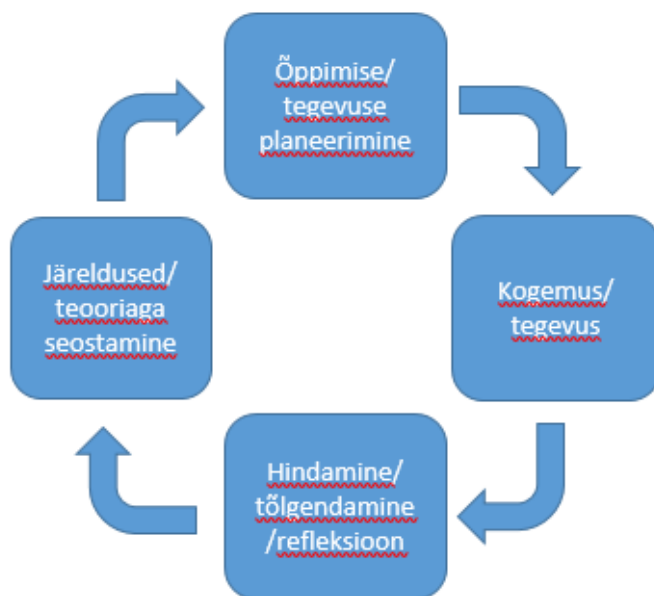 Õppimise/
tegevuse
planeerimine
Kogemus/
tegevus
Hindamine/
tõlgendamine
/refleksioon
Järeldused/
teooriaga
seostamine